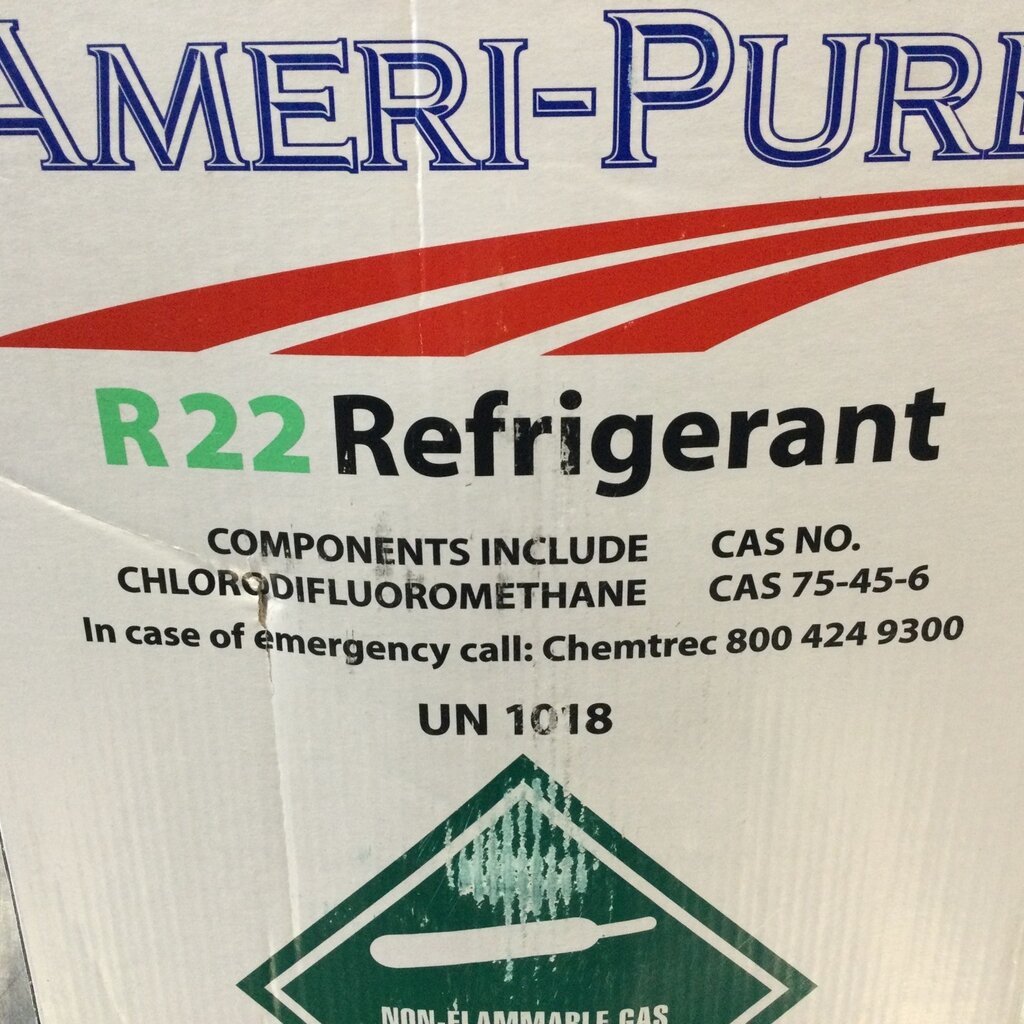 AMERI-PURE
R22 Refrigerant
COMPONENTS INCLUDE CAS NO.
CHLORODIFLUOROMETHANE CAS 75-45-6
In case of emergency call: Chemtrec 800 424 9300
UN 1018
NON-FLAMMABLE GAS